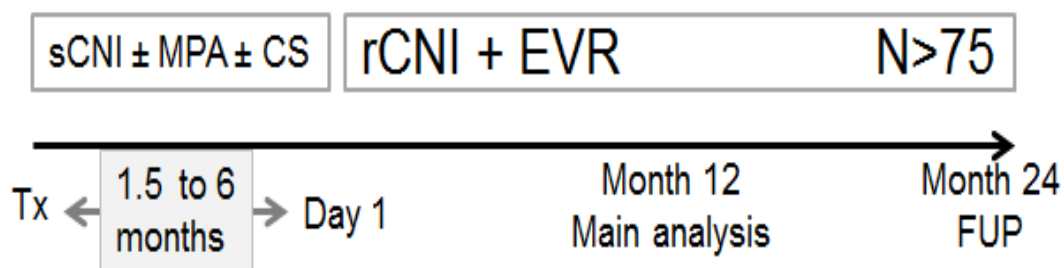 sCNI ± MPA ± CS
rCNI + EVR N>75
Tx
1.5 to 6
months
Day 1
Month 12
Main analysis
Month 24
FUP